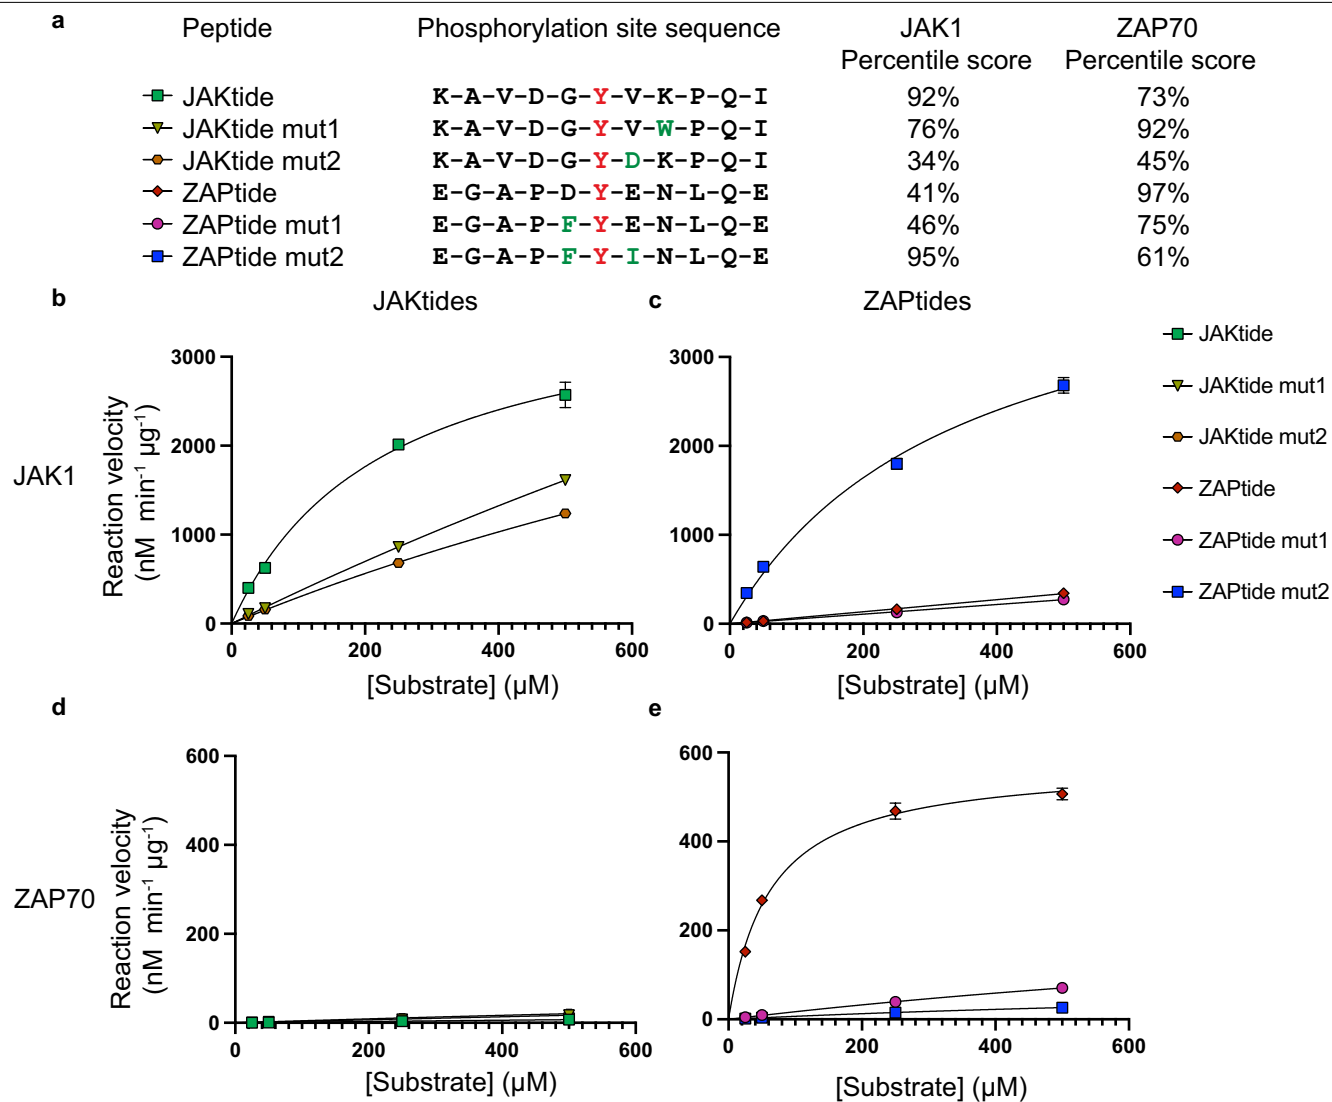 a
Peptide Phosphorylation site sequence JAK1 Percentile score ZAP70 Percentile score
JAKtide K-A-V-D-G-Y-V-K-P-Q-I 92% 73%
JAKtide mut1 K-A-V-D-G-Y-V-W-P-Q-I 76% 92%
JAKtide mut2 K-A-V-D-G-Y-D-K-P-Q-I 34% 45%
ZAPtide E-G-A-P-D-Y-E-N-L-Q-E 41% 97%
ZAPtide mut1 E-G-A-P-F-Y-E-N-L-Q-E 46% 75%
ZAPtide mut2 E-G-A-P-F-Y-I-N-L-Q-E 95% 61%
b
JAKtides
JAK1
Reaction velocity
(nM min⁻¹ µg⁻¹)
3000
2000
1000
0
0 200 400 600
[Substrate] (µM)
c
ZAPtides
3000
2000
1000
0
0 200 400 600
[Substrate] (µM)
JAKtide
JAKtide mut1
JAKtide mut2
ZAPtide
ZAPtide mut1
ZAPtide mut2
d
ZAP70
Reaction velocity
(nM min⁻¹ µg⁻¹)
600
400
200
0
0 200 400 600
[Substrate] (µM)
e
600
400
200
0
0 200 400 600
[Substrate] (µM)